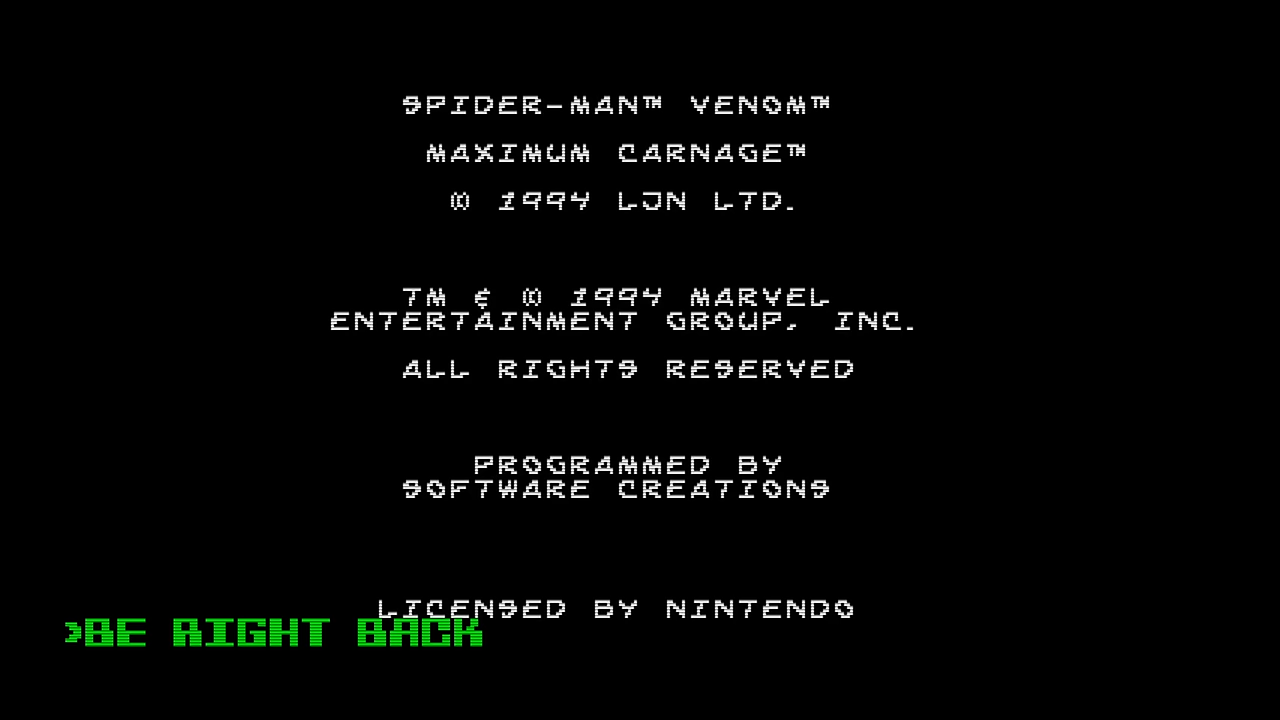 SPIDER-MAN™ VENOM™
MAXIMUM CARNAGE™
© 1994 LJN LTD.
TM & © 1994 MARVEL
ENTERTAINMENT GROUP, INC.
ALL RIGHTS RESERVED
PROGRAMMED BY
SOFTWARE CREATIONS
LICENSED BY NINTENDO
>BE RIGHT BACK